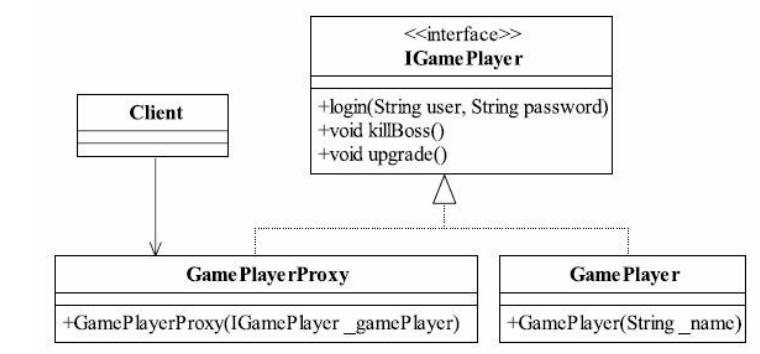 <<interface>>
IGamePlayer
+login(String user, String password)
+void killBoss()
+void upgrade()
Client
GamePlayerProxy
+GamePlayerProxy(IGamePlayer _gamePlayer)
GamePlayer
+GamePlayer(String _name)